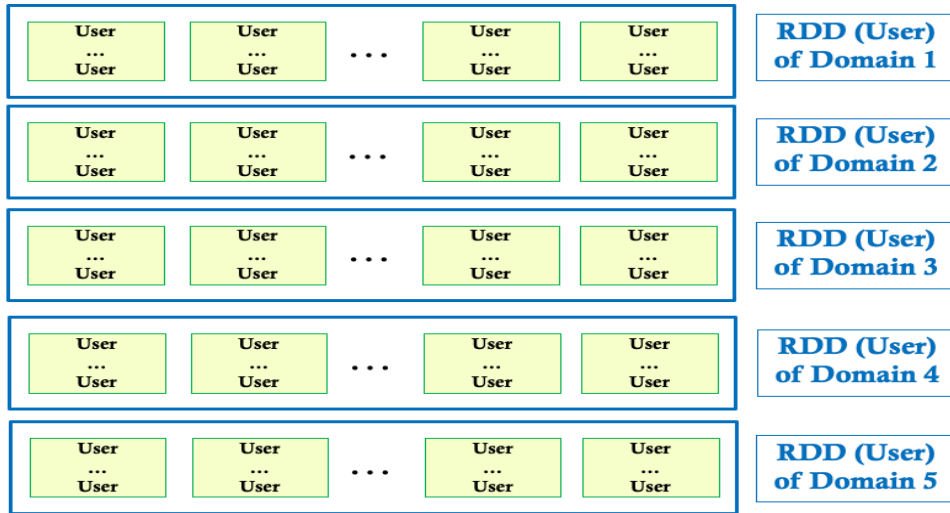 User User User User
... ... ... ... ...
User User User User
RDD (User)
of Domain 1
User User User User
... ... ... ... ...
User User User User
RDD (User)
of Domain 2
User User User User
... ... ... ... ...
User User User User
RDD (User)
of Domain 3
User User User User
... ... ... ... ...
User User User User
RDD (User)
of Domain 4
User User User User
... ... ... ... ...
User User User User
RDD (User)
of Domain 5